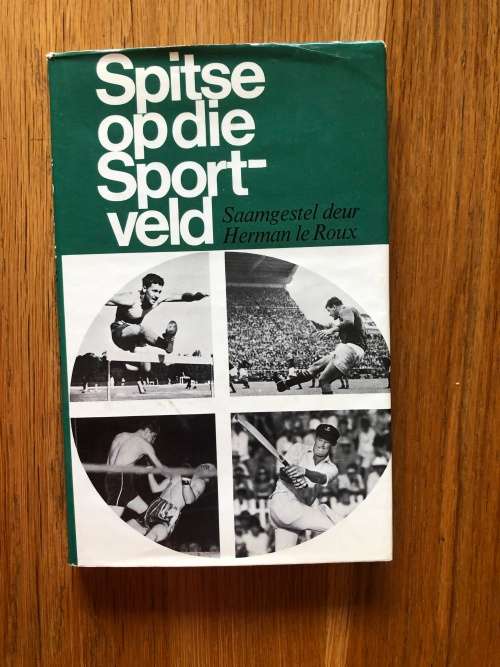 Spitse
op die
Sport-
veld
Saamgestel deur
Herman le Roux